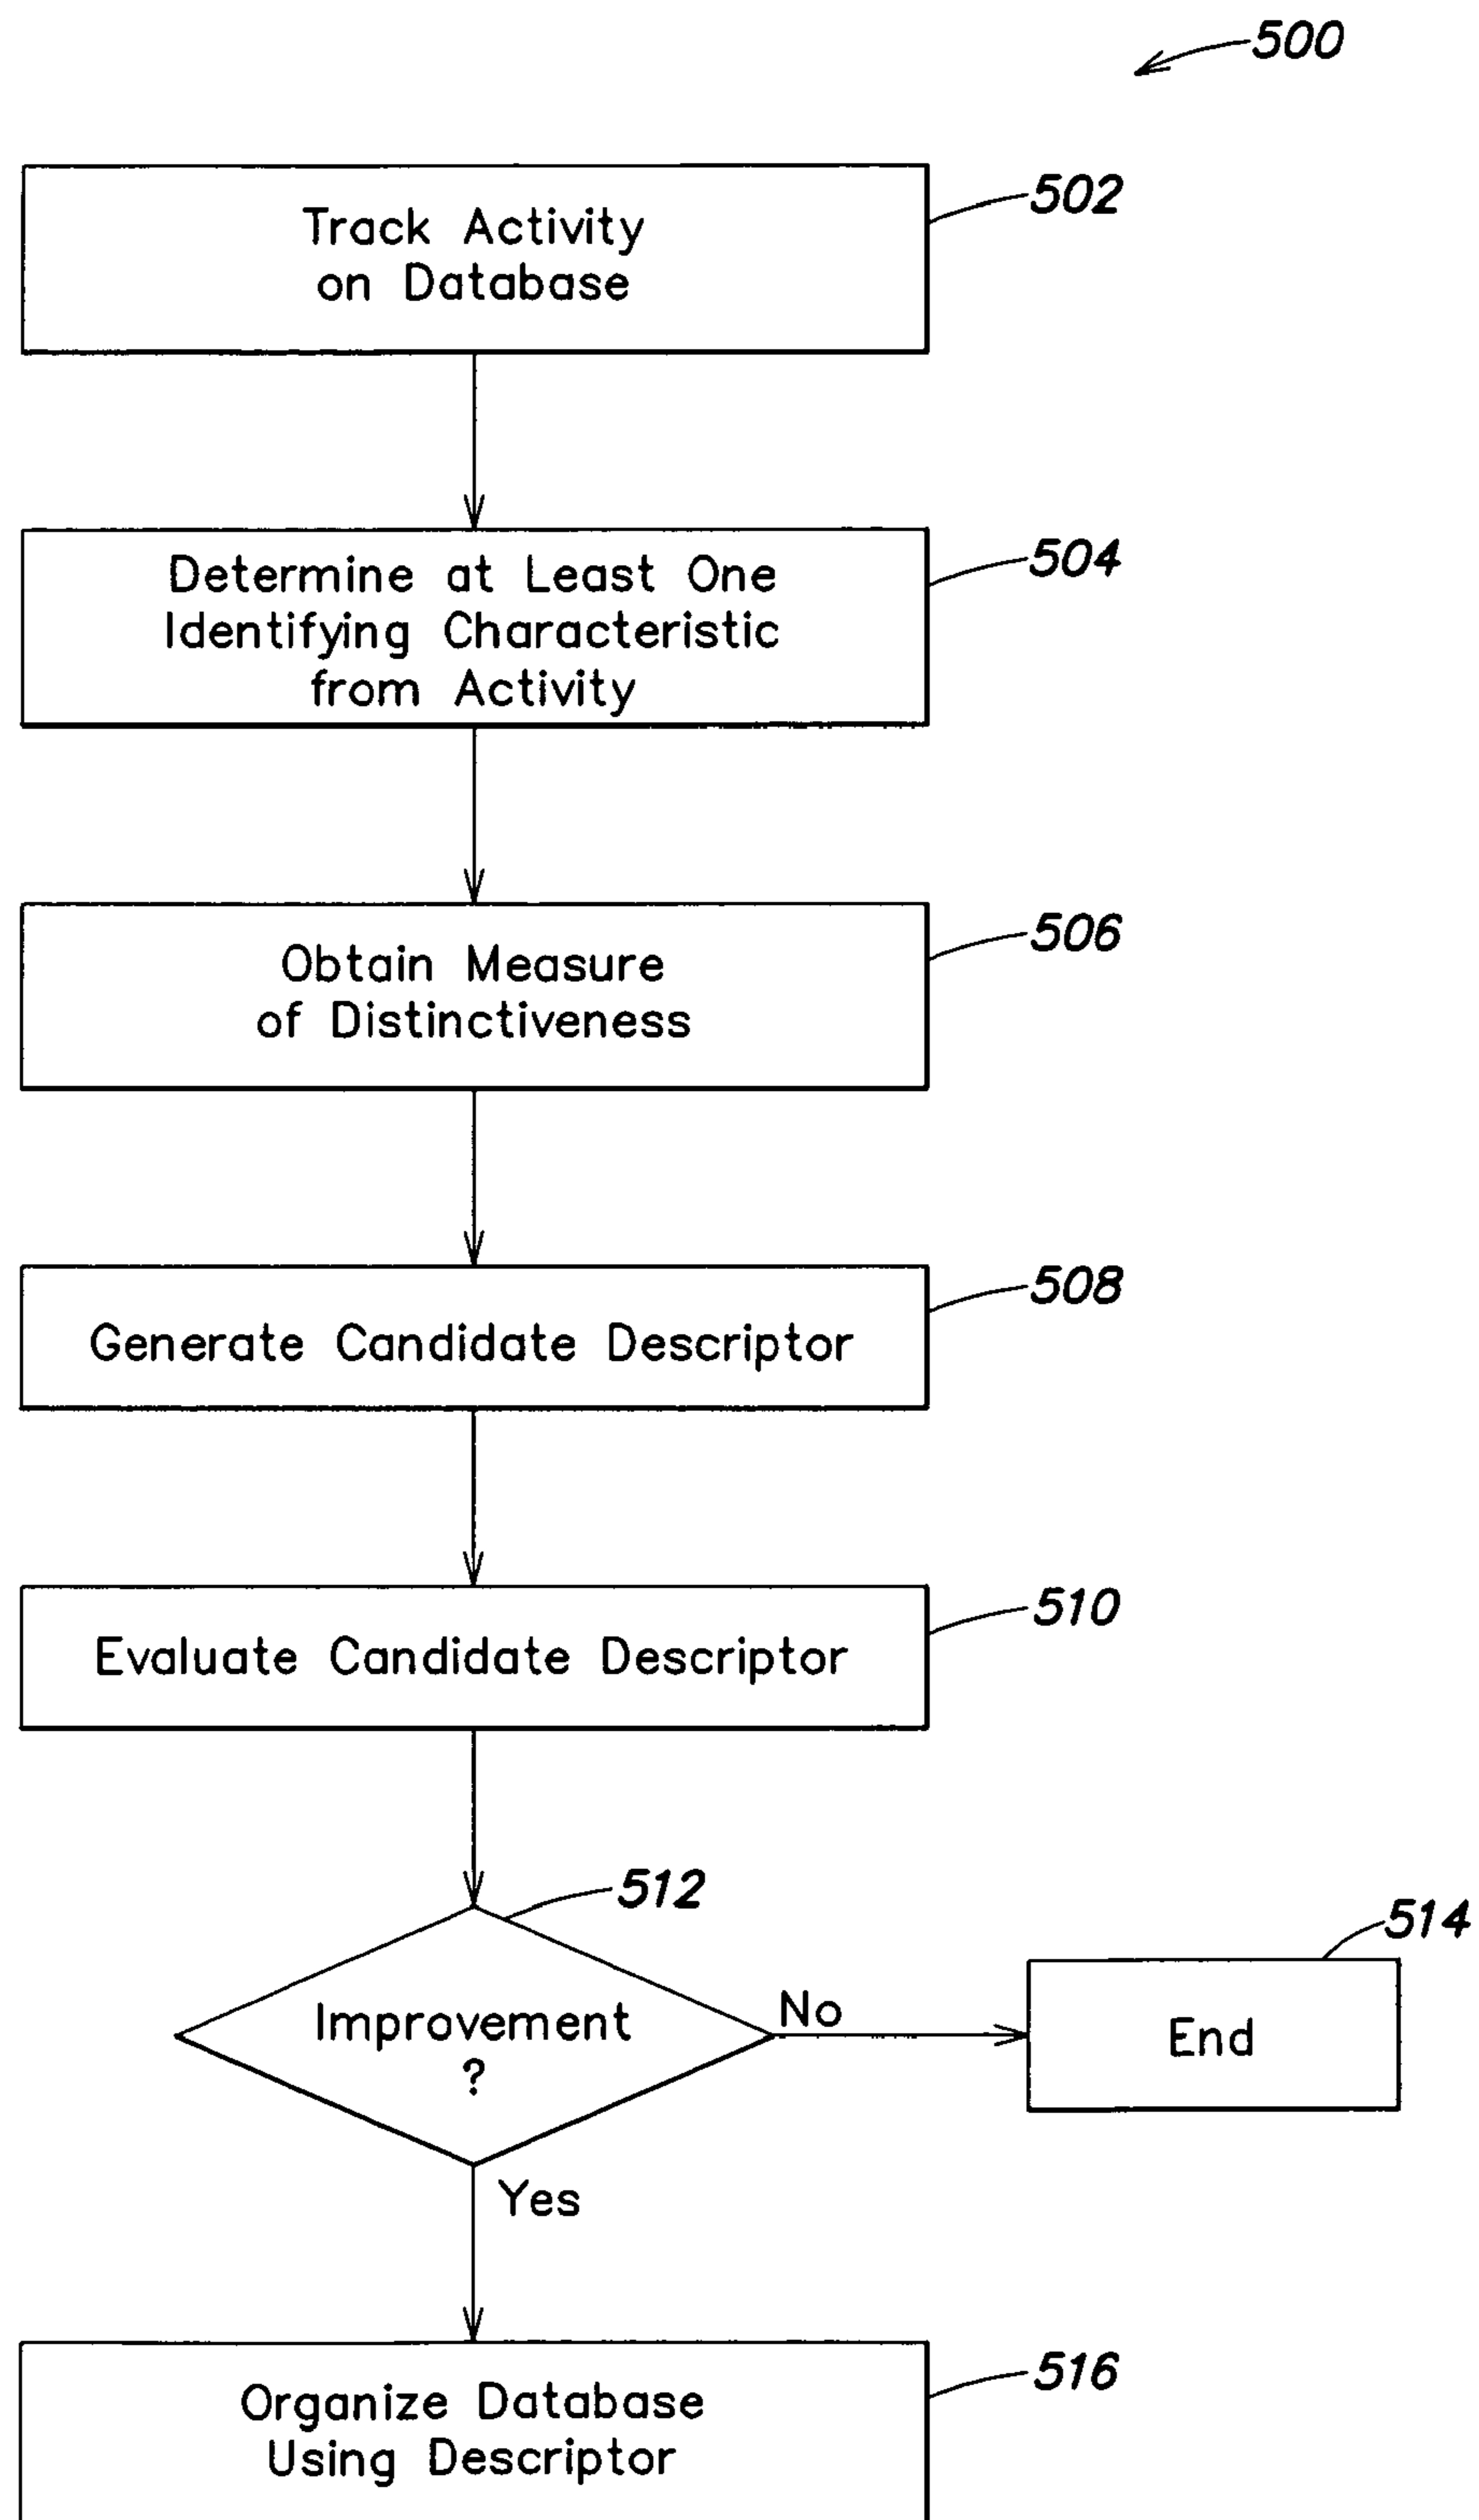 500
502
Track Activity
on Database
504
Determine at Least One
Identifying Characteristic
from Activity
506
Obtain Measure
of Distinctiveness
508
Generate Candidate Descriptor
510
Evaluate Candidate Descriptor
512
514
Improvement
?
No
End
Yes
516
Organize Database
Using Descriptor